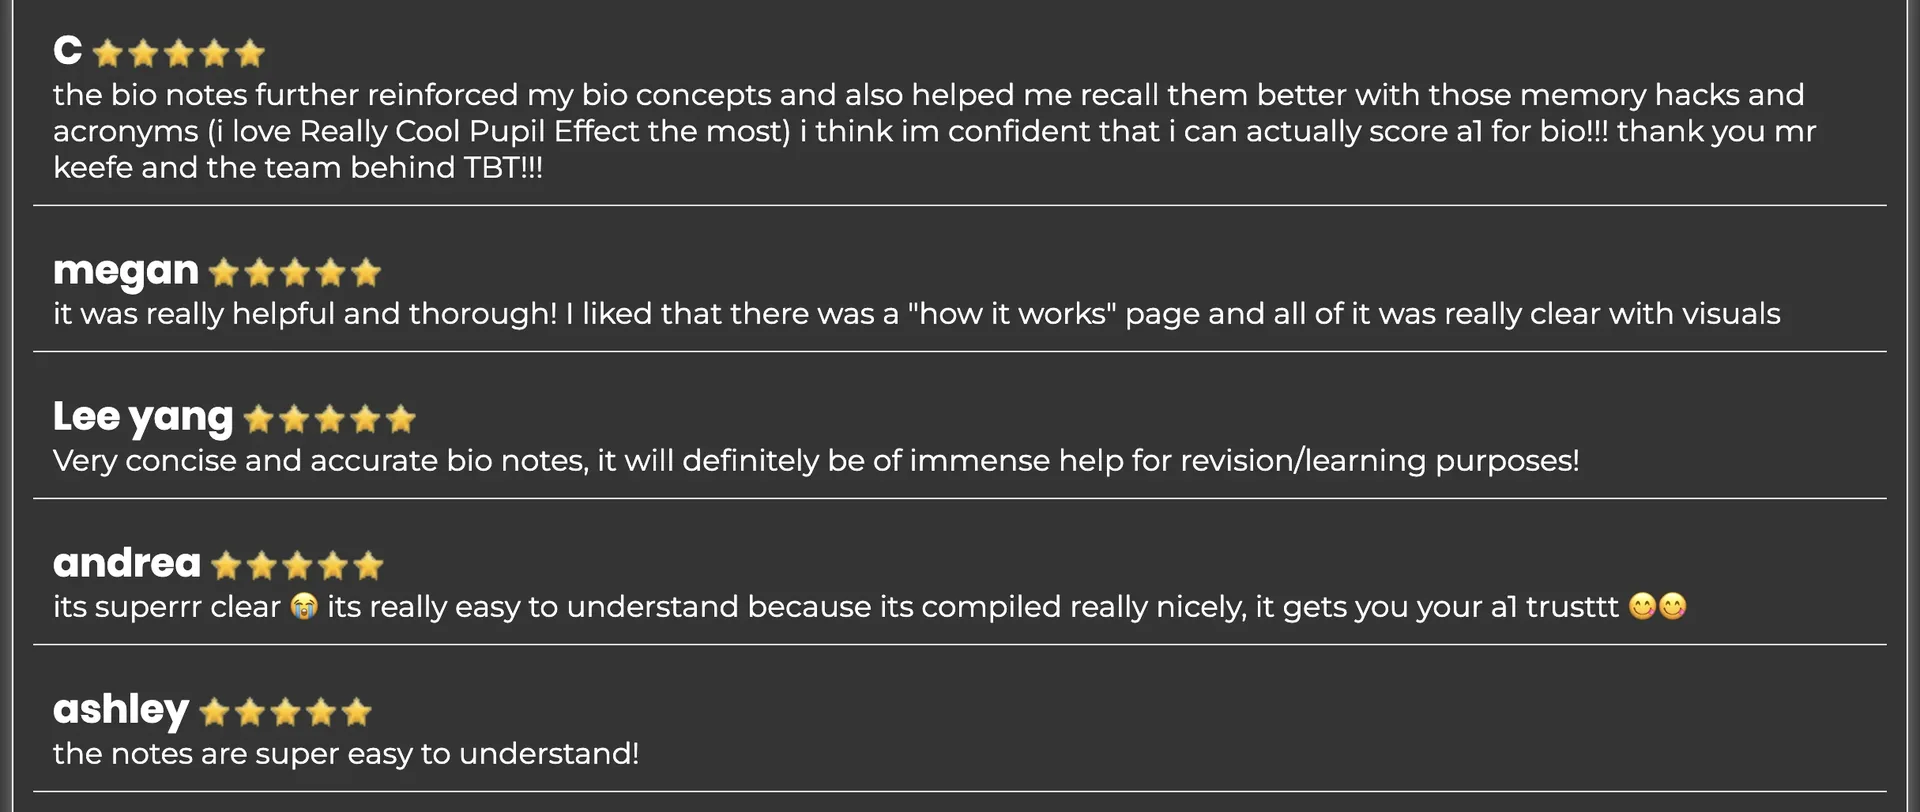 C ⭐⭐⭐⭐⭐
the bio notes further reinforced my bio concepts and also helped me recall them better with those memory hacks and
acronyms (i love Really Cool Pupil Effect the most) i think im confident that i can actually score a1 for bio!!! thank you mr
keefe and the team behind TBT!!!
megan ⭐⭐⭐⭐⭐
it was really helpful and thorough! I liked that there was a "how it works" page and all of it was really clear with visuals
Lee yang ⭐⭐⭐⭐⭐
Very concise and accurate bio notes, it will definitely be of immense help for revision/learning purposes!
andrea ⭐⭐⭐⭐⭐
its superrr clear 😭 its really easy to understand because its compiled really nicely, it gets you your a1 trusttt 😋😋
ashley ⭐⭐⭐⭐⭐
the notes are super easy to understand!